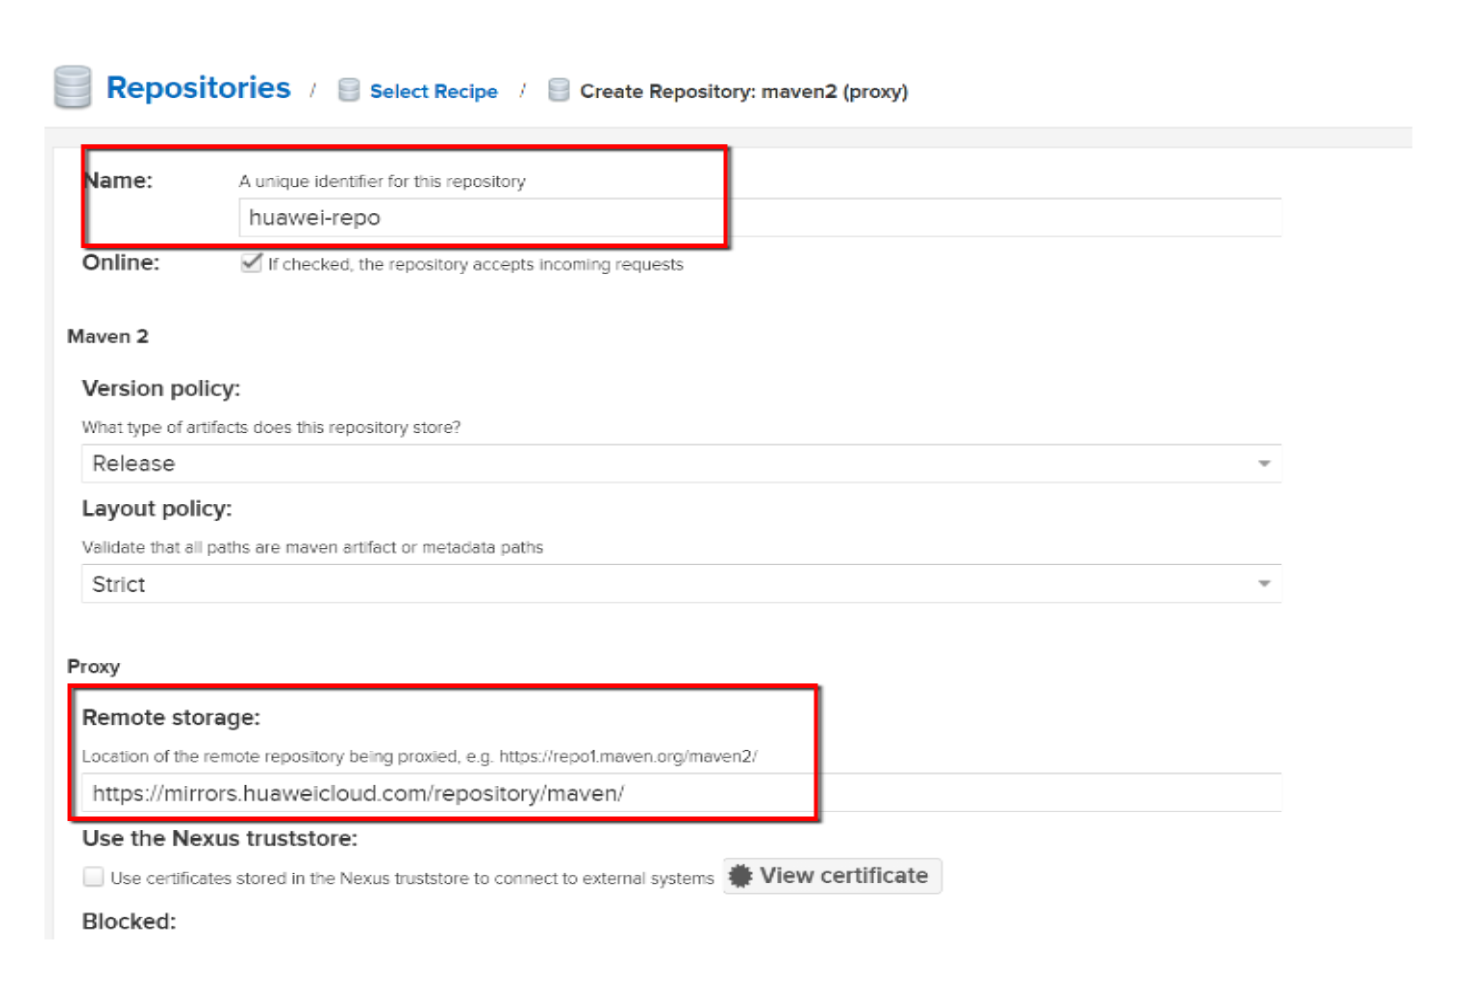 Repositories / Select Recipe / Create Repository: maven2 (proxy)
Name: A unique identifier for this repository
huawei-repo
Online: If checked, the repository accepts incoming requests
Maven 2
Version policy:
What type of artifacts does this repository store?
Release
Layout policy:
Validate that all paths are maven artifact or metadata paths
Strict
Proxy
Remote storage:
Location of the remote repository being proxied, e.g. https://repo1.maven.org/maven2/
https://mirrors.huaweicloud.com/repository/maven/
Use the Nexus truststore:
Use certificates stored in the Nexus truststore to connect to external systems View certificate
Blocked: